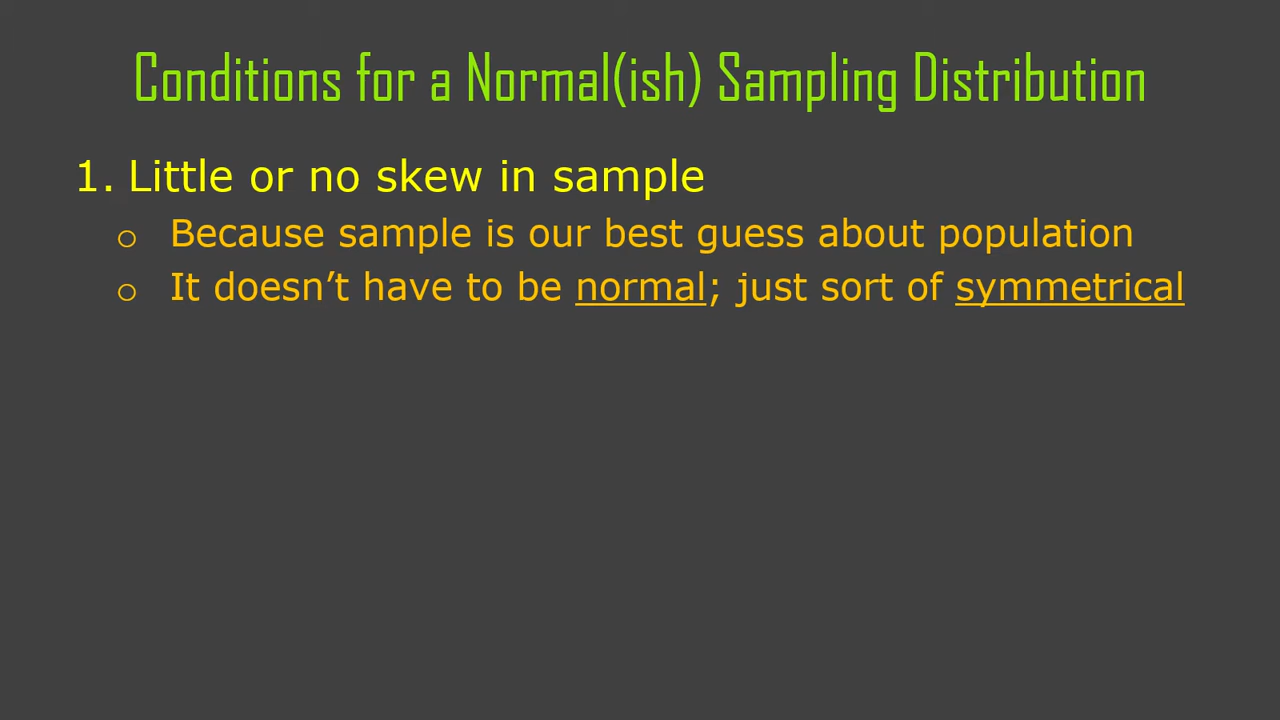 Conditions for a Normal(ish) Sampling Distribution
1. Little or no skew in sample
o Because sample is our best guess about population
o It doesn’t have to be normal; just sort of symmetrical